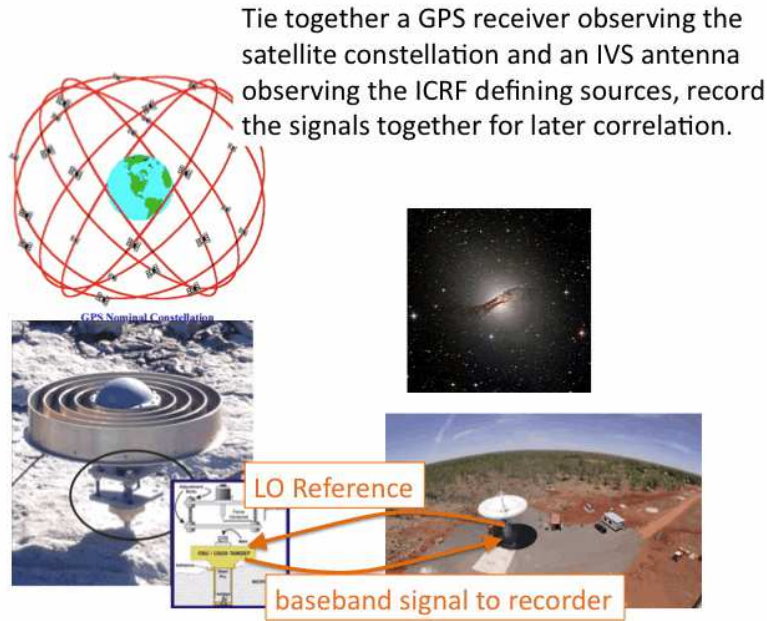 Tie together a GPS receiver observing the
satellite constellation and an IVS antenna
observing the ICRF defining sources, record
the signals together for later correlation.
GPS Nominal Constellation
LO Reference
baseband signal to recorder